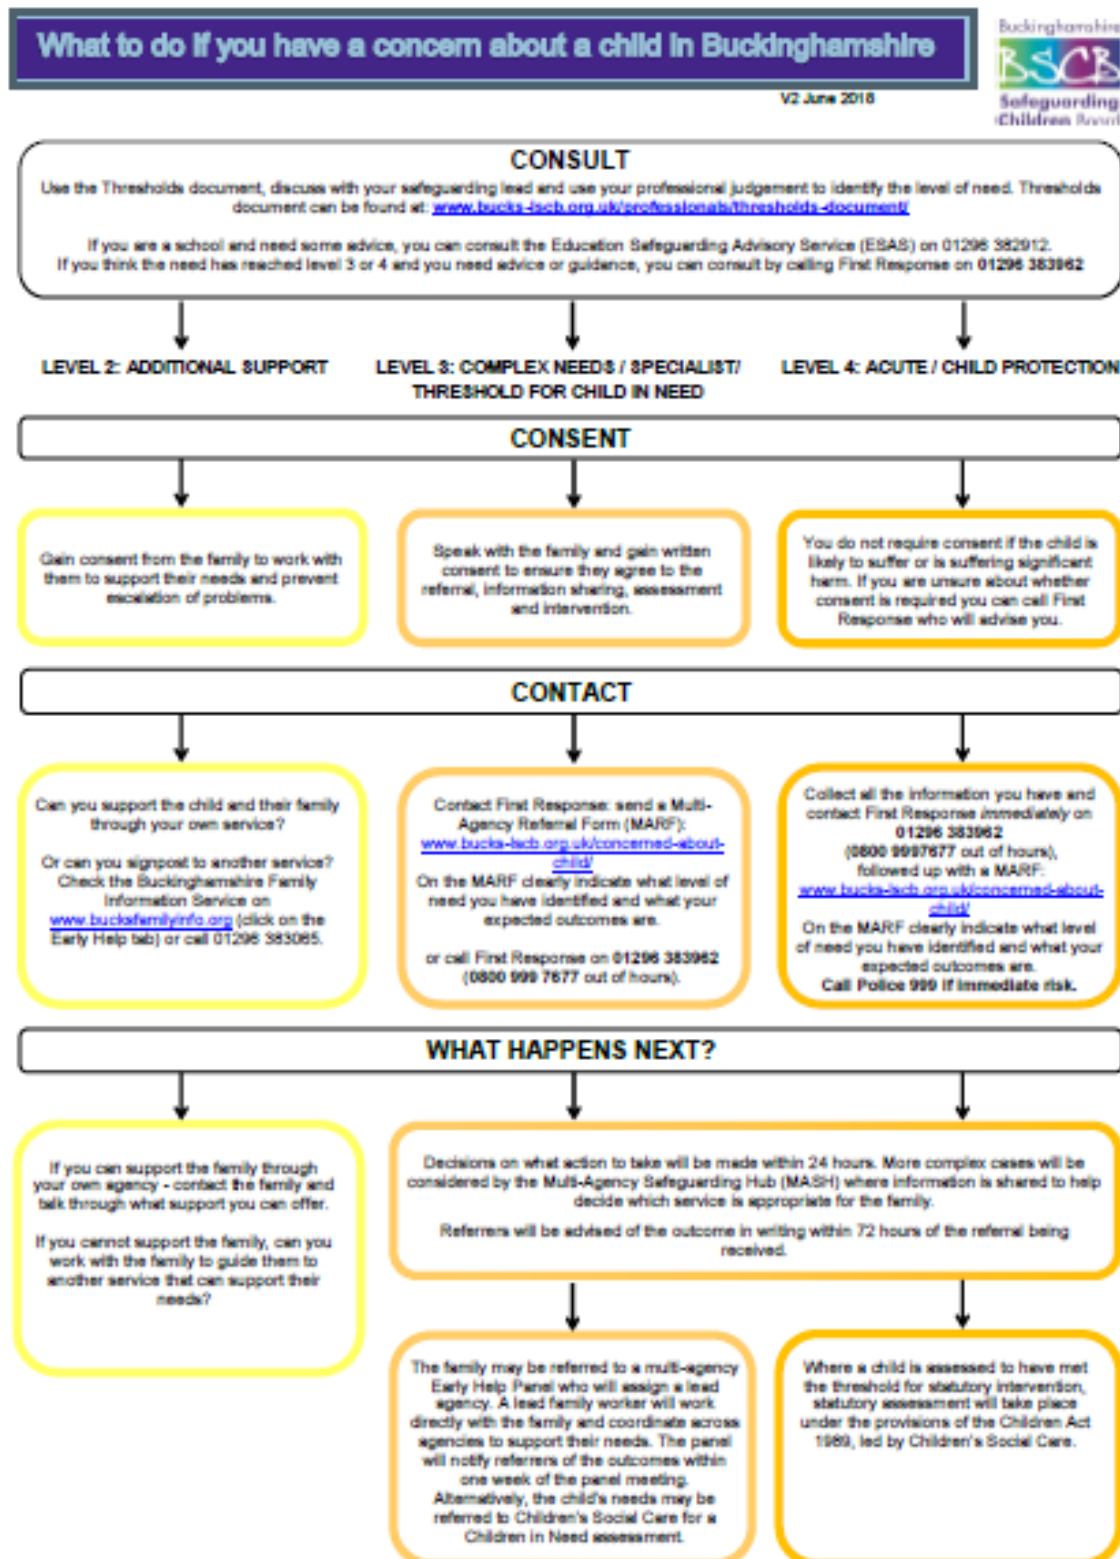 What to do if you have a concern about a child in Buckinghamshire
Buckinghamshire
BSCB
Safeguarding
Children Board
V2 June 2018
CONSULT
Use the Thresholds document, discuss with your safeguarding lead and use your professional judgement to identify the level of need. Thresholds
document can be found at: www.bucks-lscb.org.uk/professionals/thresholds-document/
If you are a school and need some advice, you can consult the Education Safeguarding Advisory Service (ESAS) on 01296 382912.
If you think the need has reached level 3 or 4 and you need advice or guidance, you can consult by calling First Response on 01296 383962
LEVEL 2: ADDITIONAL SUPPORT
LEVEL 3: COMPLEX NEEDS / SPECIALIST/
THRESHOLD FOR CHILD IN NEED
LEVEL 4: ACUTE / CHILD PROTECTION
CONSENT
Gain consent from the family to work with
them to support their needs and prevent
escalation of problems.
Speak with the family and gain written
consent to ensure they agree to the
referral, information sharing, assessment
and intervention.
You do not require consent if the child is
likely to suffer or is suffering significant
harm. If you are unsure about whether
consent is required you can call First
Response who will advise you.
CONTACT
Can you support the child and their family
through your own service?
Or can you signpost to another service?
Check the Buckinghamshire Family
Information Service on
www.bucksfamilyinfo.org (click on the
Early Help tab) or call 01296 383065.
Contact First Response: send a Multi-
Agency Referral Form (MARF):
www.bucks-lscb.org.uk/concerned-about-
child/
On the MARF clearly indicate what level of
need you have identified and what your
expected outcomes are.
or call First Response on 01296 383962
(0800 999 7677 out of hours).
Collect all the information you have and
contact First Response immediately on
01296 383962
(0800 9997677 out of hours),
followed up with a MARF:
www.bucks-lscb.org.uk/concerned-about-
child/
On the MARF clearly indicate what level
of need you have identified and what your
expected outcomes are.
Call Police 999 if immediate risk.
WHAT HAPPENS NEXT?
If you can support the family through
your own agency - contact the family and
talk through what support you can offer.
If you cannot support the family, can you
work with the family to guide them to
another service that can support their
needs?
Decisions on what action to take will be made within 24 hours. More complex cases will be
considered by the Multi-Agency Safeguarding Hub (MASH) where information is shared to help
decide which service is appropriate for the family.
Referrers will be advised of the outcome in writing within 72 hours of the referral being
received.
The family may be referred to a multi-agency
Early Help Panel who will assign a lead
agency. A lead family worker will work
directly with the family and coordinate across
agencies to support their needs. The panel
will notify referrers of the outcomes within
one week of the panel meeting.
Alternatively, the child's needs may be
referred to Children's Social Care for a
Children in Need assessment.
Where a child is assessed to have met
the threshold for statutory intervention,
statutory assessment will take place
under the provisions of the Children Act
1989, led by Children's Social Care.